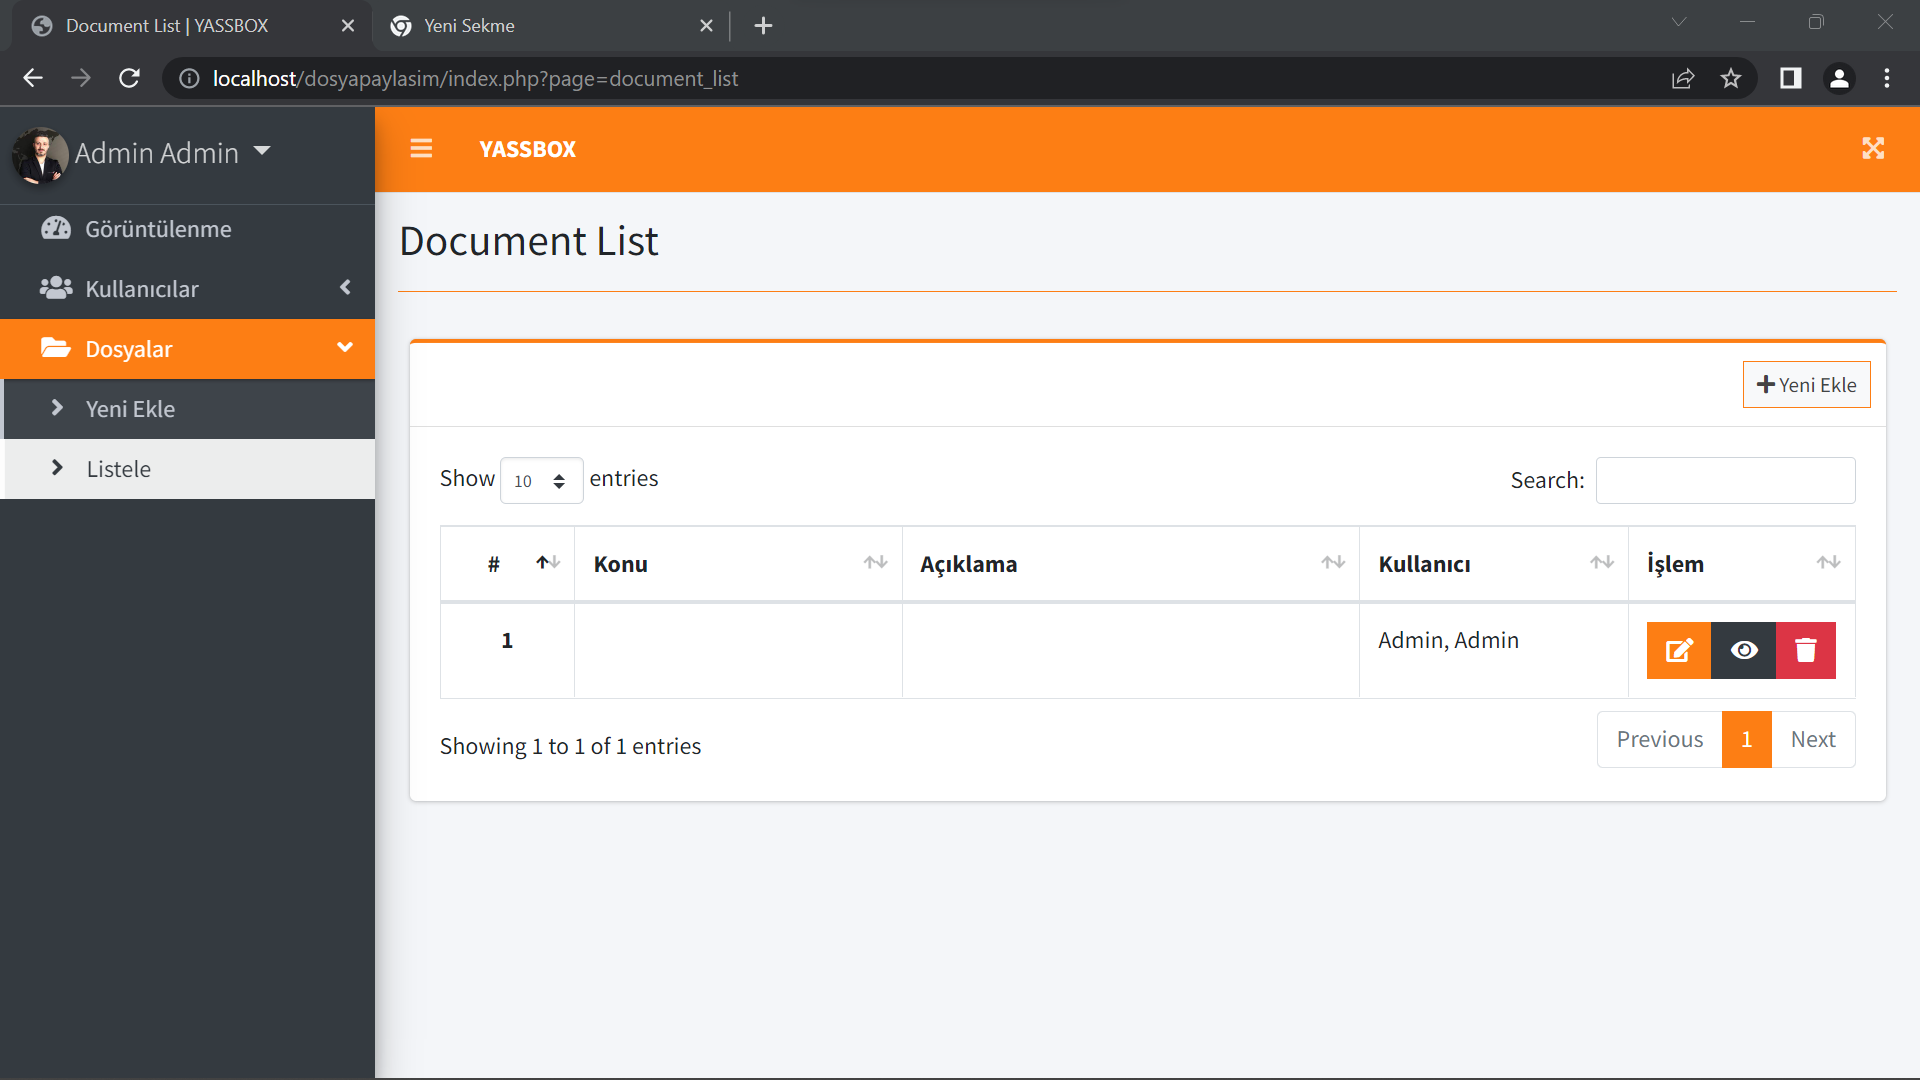 Document List | YASSBOX
Yeni Sekme
localhost/dosyapaylasim/index.php?page=document_list
Admin Admin
YASSBOX
Görüntülenme
Kullanıcılar
Dosyalar
Yeni Ekle
Listele
Document List
Yeni Ekle
Show 10 entries
Search:
# Konu Açıklama Kullanıcı İşlem
1 Admin, Admin
Showing 1 to 1 of 1 entries
Previous 1 Next